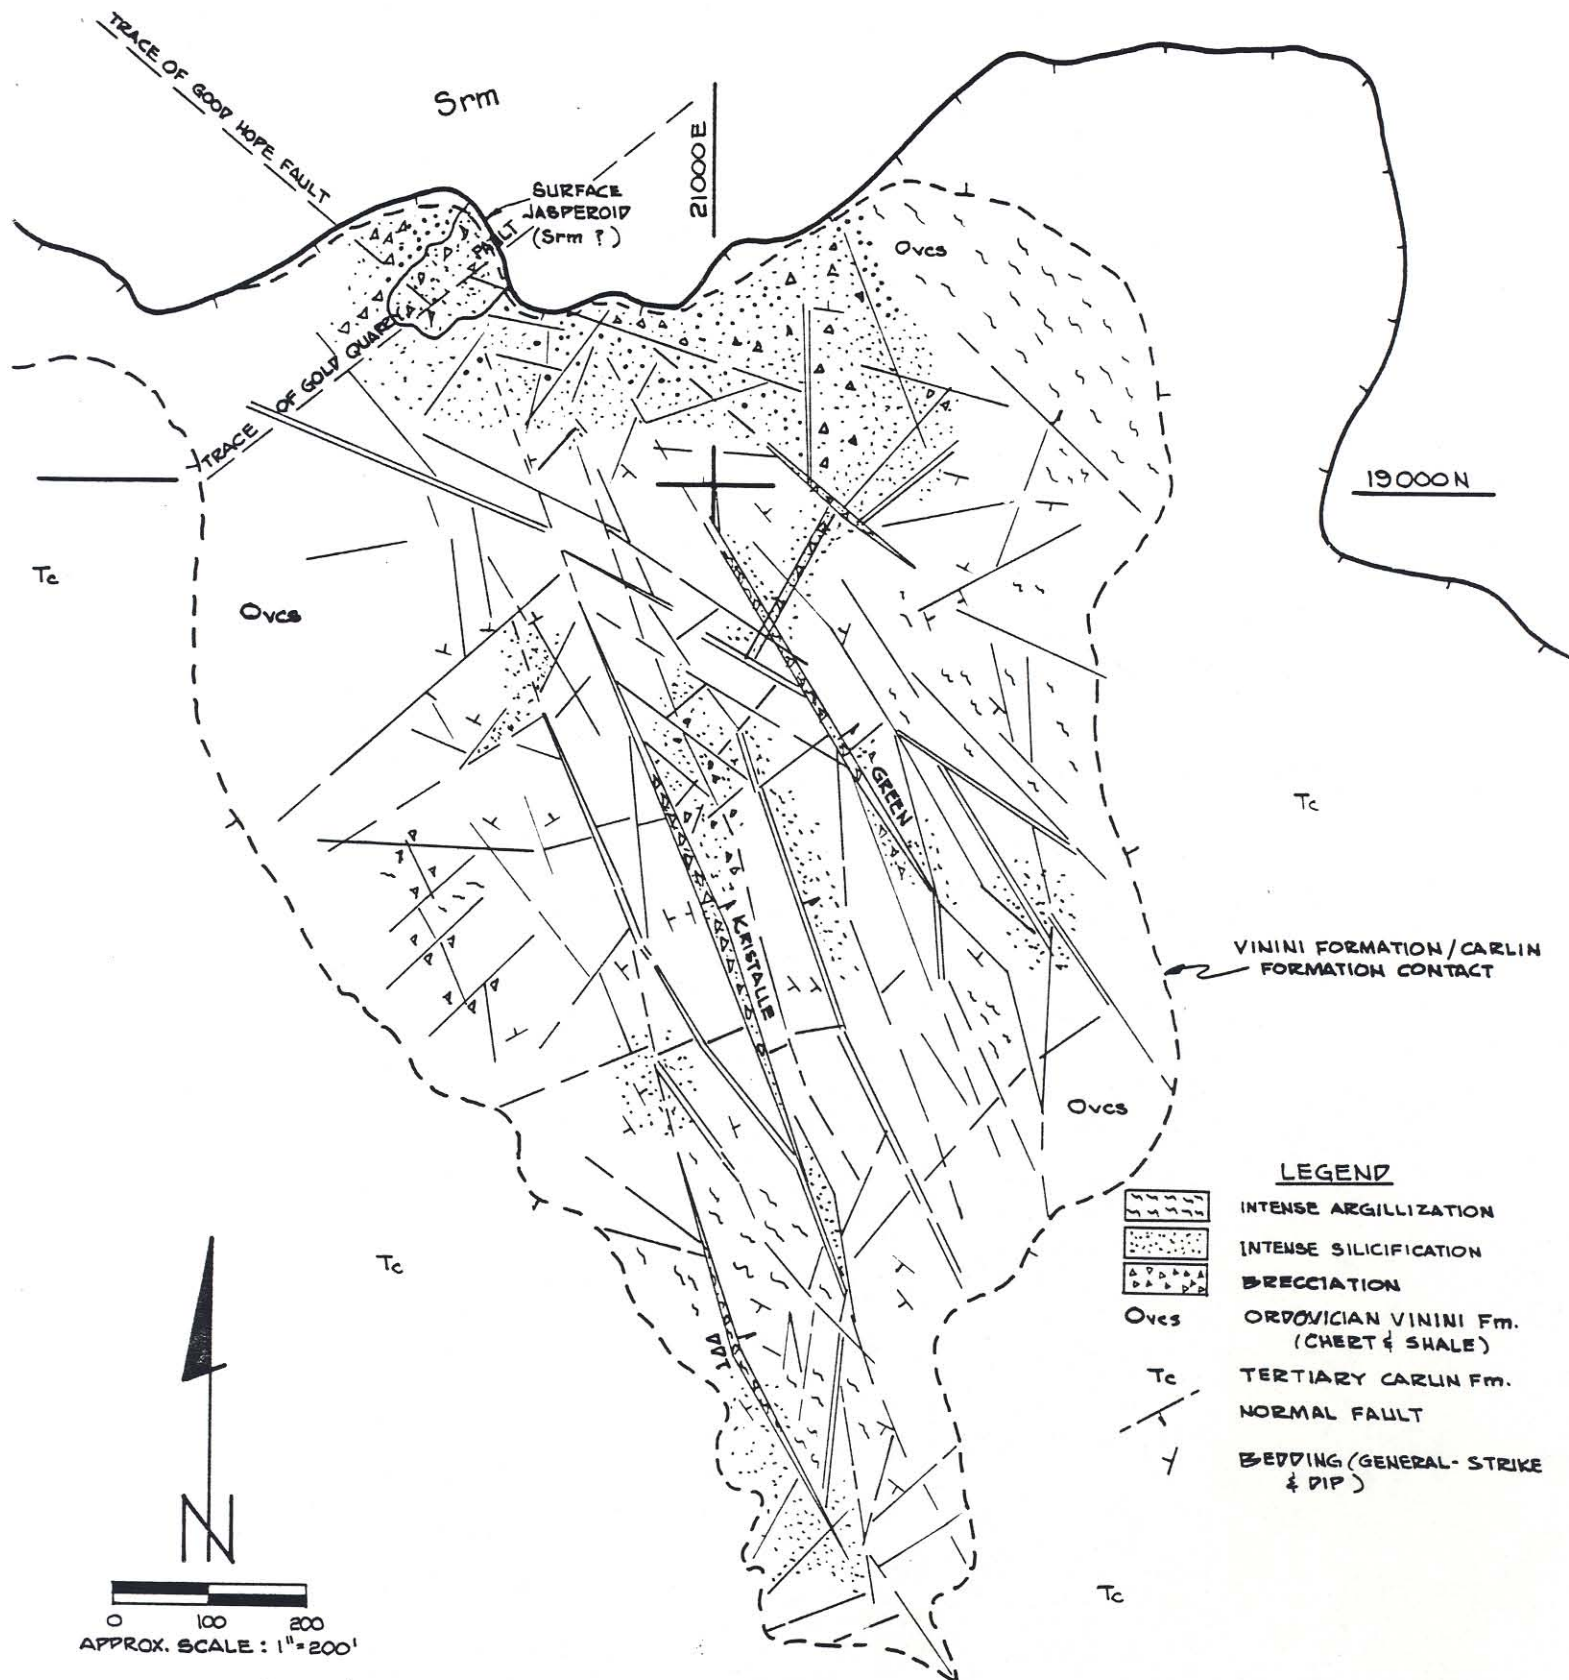 TRACE OF GOOD HOPE FAULT
Srm
21000E
SURFACE
JASPEROID
(Srm ?)
TRACE OF GOLD QUARRY FAULT
Ovcs
19000N
Tc
Ovcs
Tc
GREEN
KRISTALLE
VININI FORMATION/CARLIN
FORMATION CONTACT
Ovcs
Tc
TDT
LEGEND
INTENSE ARGILLIZATION
INTENSE SILICIFICATION
BRECCIATION
Ovcs ORDOVICIAN VININI Fm.
(CHERT & SHALE)
Tc TERTIARY CARLIN Fm.
NORMAL FAULT
BEDDING (GENERAL- STRIKE
& DIP)
N
0 100 200
APPROX. SCALE: 1"=200'
Tc